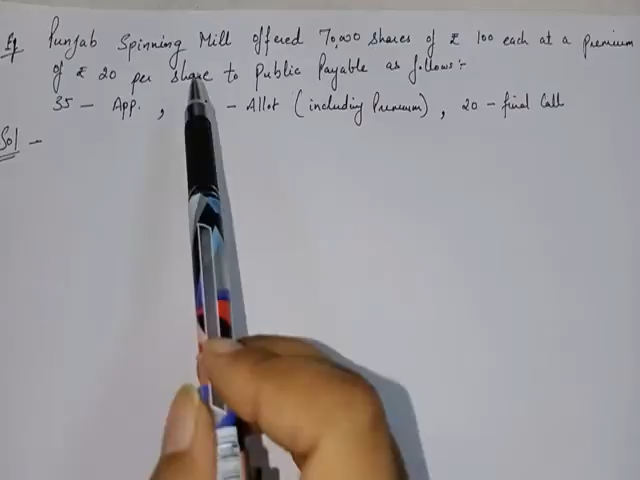 Eg Punjab Spinning Mill offered 70,000 shares of ₹ 100 each at a premium
of ₹ 20 per share to Public Payable as follows:-
35 - App. , - Allot (including Premium), 20 - final Call
Sol -